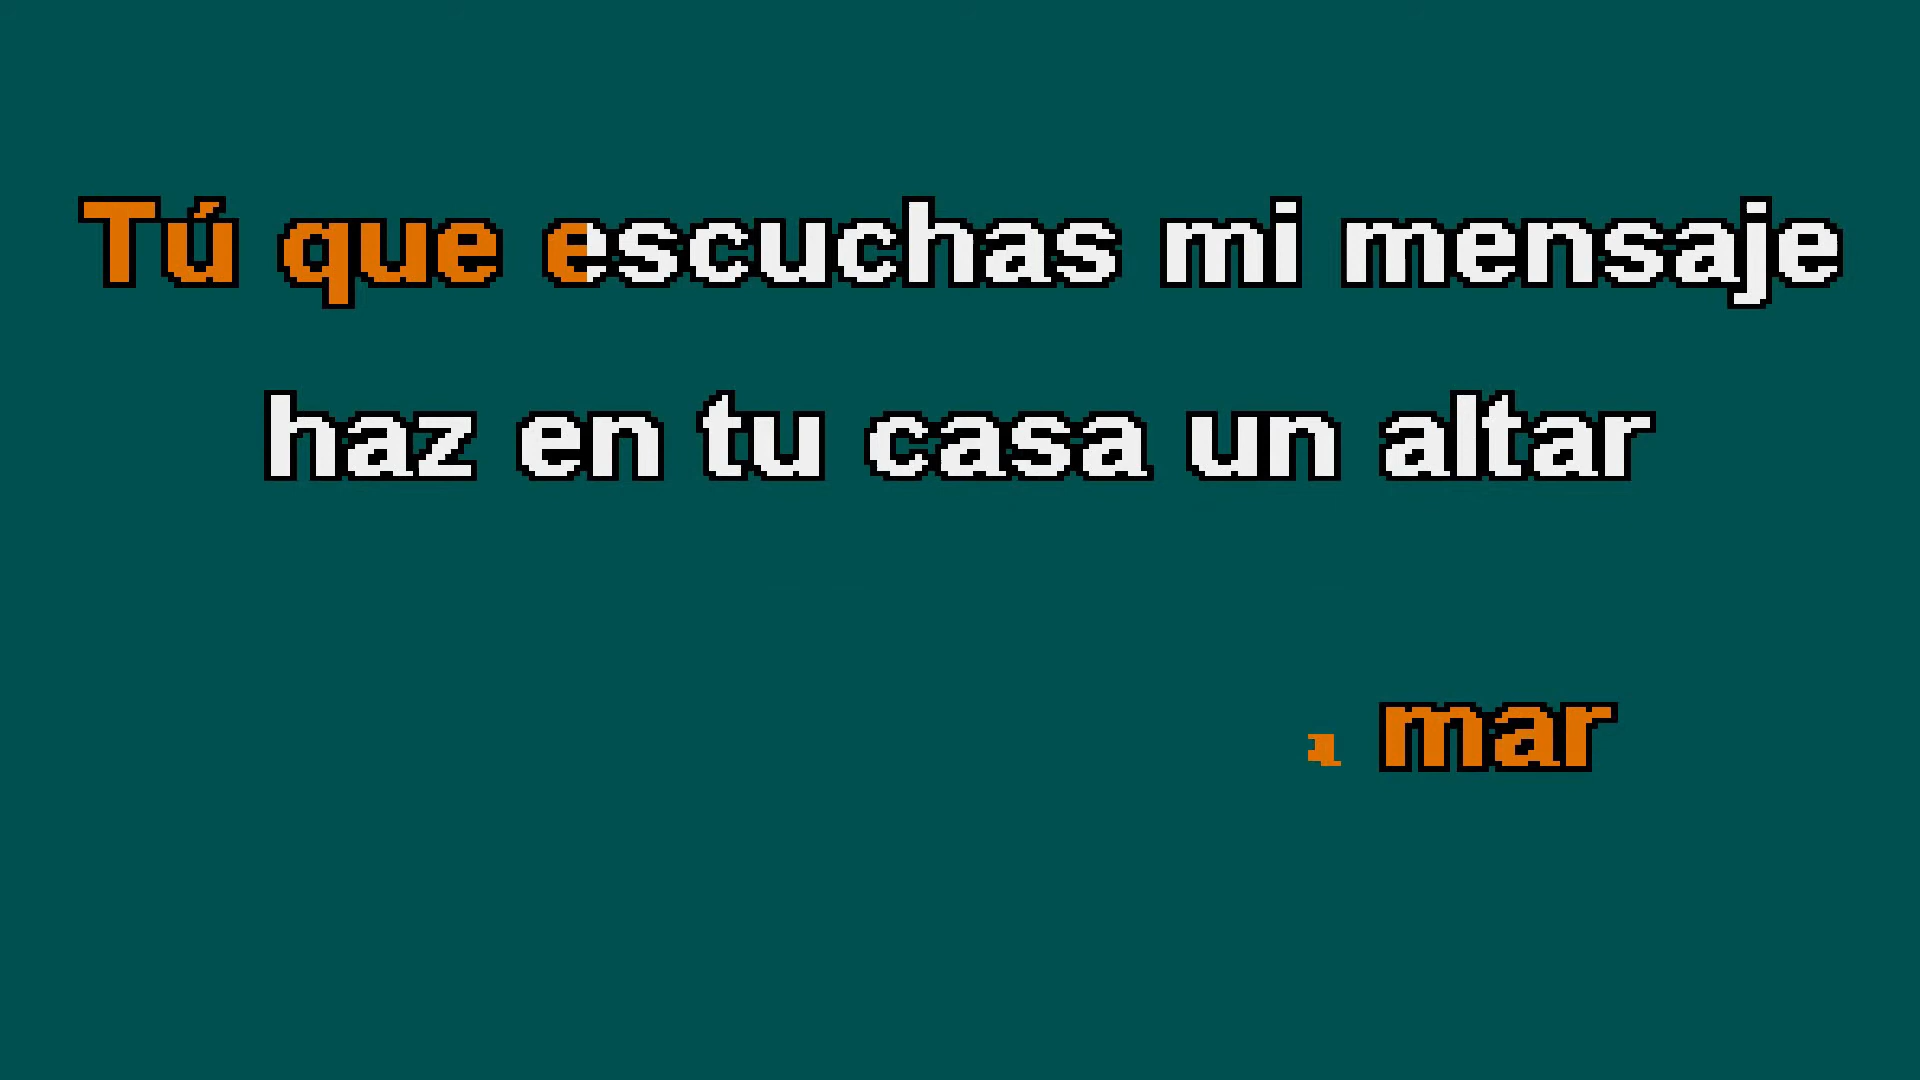 Tú que escuchas mi mensaje
haz en tu casa un altar
mar